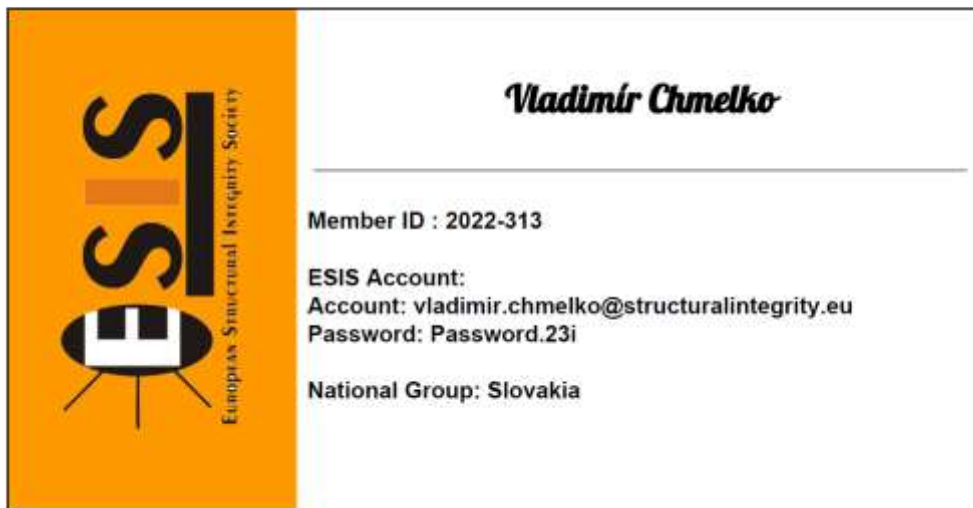 ESIS
European Structural Integrity Society
Vladimír Chmelko
Member ID : 2022-313
ESIS Account:
Account: vladimir.chmelko@structuralintegrity.eu
Password: Password.23i
National Group: Slovakia